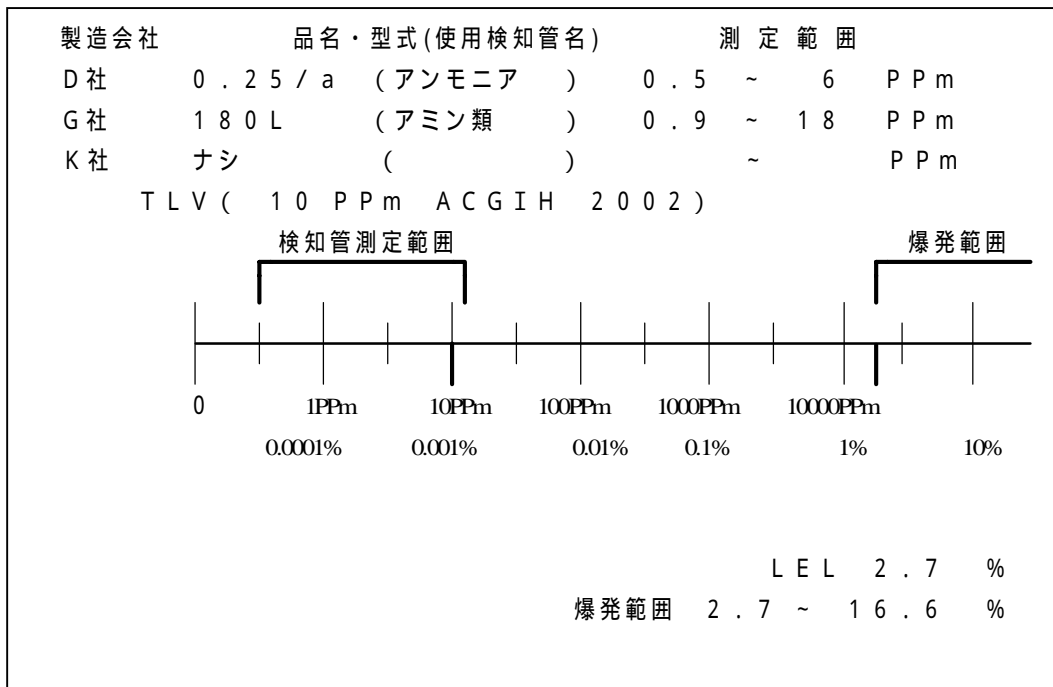 製造会社 品名・型式(使用検知管名) 測定範囲
D社 0.25/a (アンモニア ) 0.5 ~ 6 PPm
G社 180L (アミン類 ) 0.9 ~ 18 PPm
K社 ナシ ( ) ~ PPm
TLV( 10 PPm ACGIH 2002)
検知管測定範囲 爆発範囲
0 1PPm 10PPm 100PPm 1000PPm 10000PPm
0.0001% 0.001% 0.01% 0.1% 1% 10%
LEL 2.7 %
爆発範囲 2.7 ~ 16.6 %